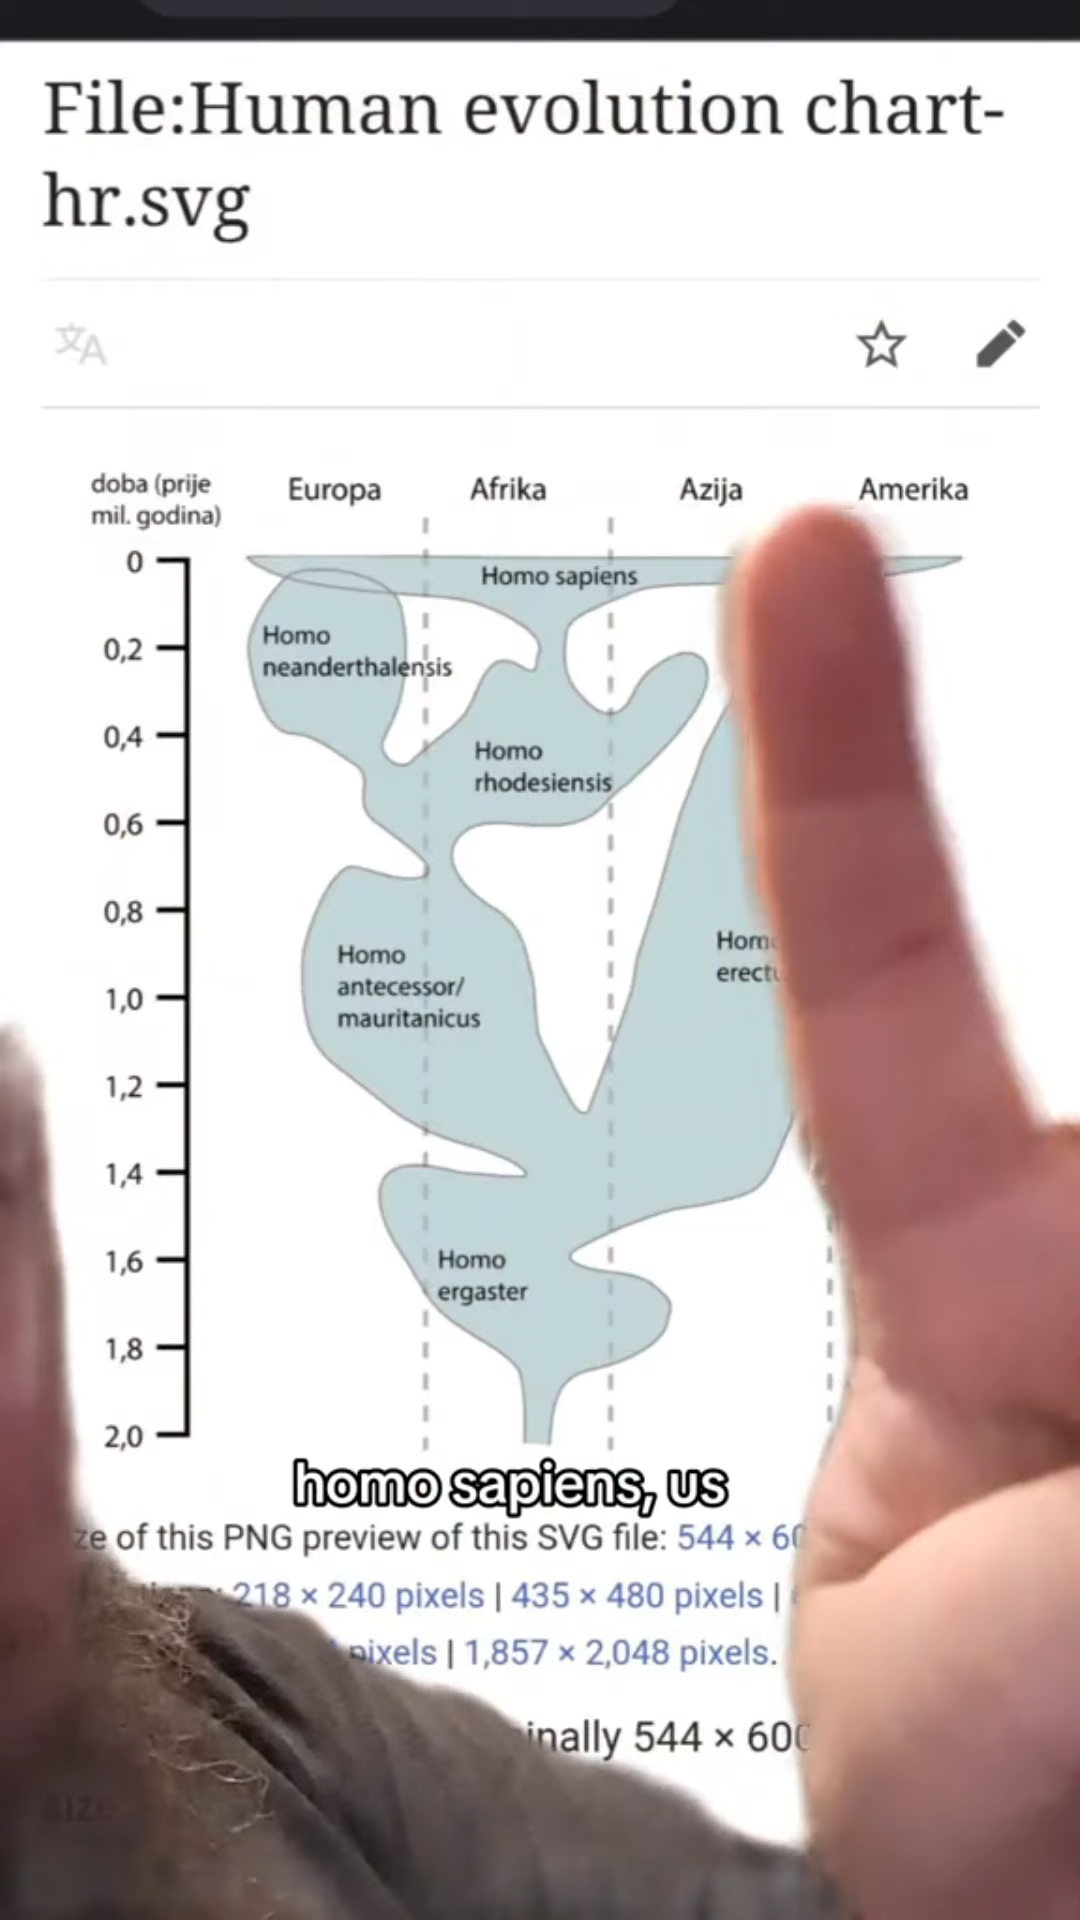 File:Human evolution chart-
hr.svg
doba (prije
mil. godina)
Europa
Afrika
Azija
Amerika
0
0,2
0,4
0,6
0,8
1,0
1,2
1,4
1,6
1,8
2,0
Homo sapiens
Homo
neanderthalensis
Homo
rhodesiensis
Homo
antecessor/
mauritanicus
Homo
ergaster
homo sapiens, us
of this PNG preview of this SVG file: 544 ×
218 × 240 pixels | 435 × 480 pixels |
pixels | 1,857 × 2,048 pixels.
544 × 600